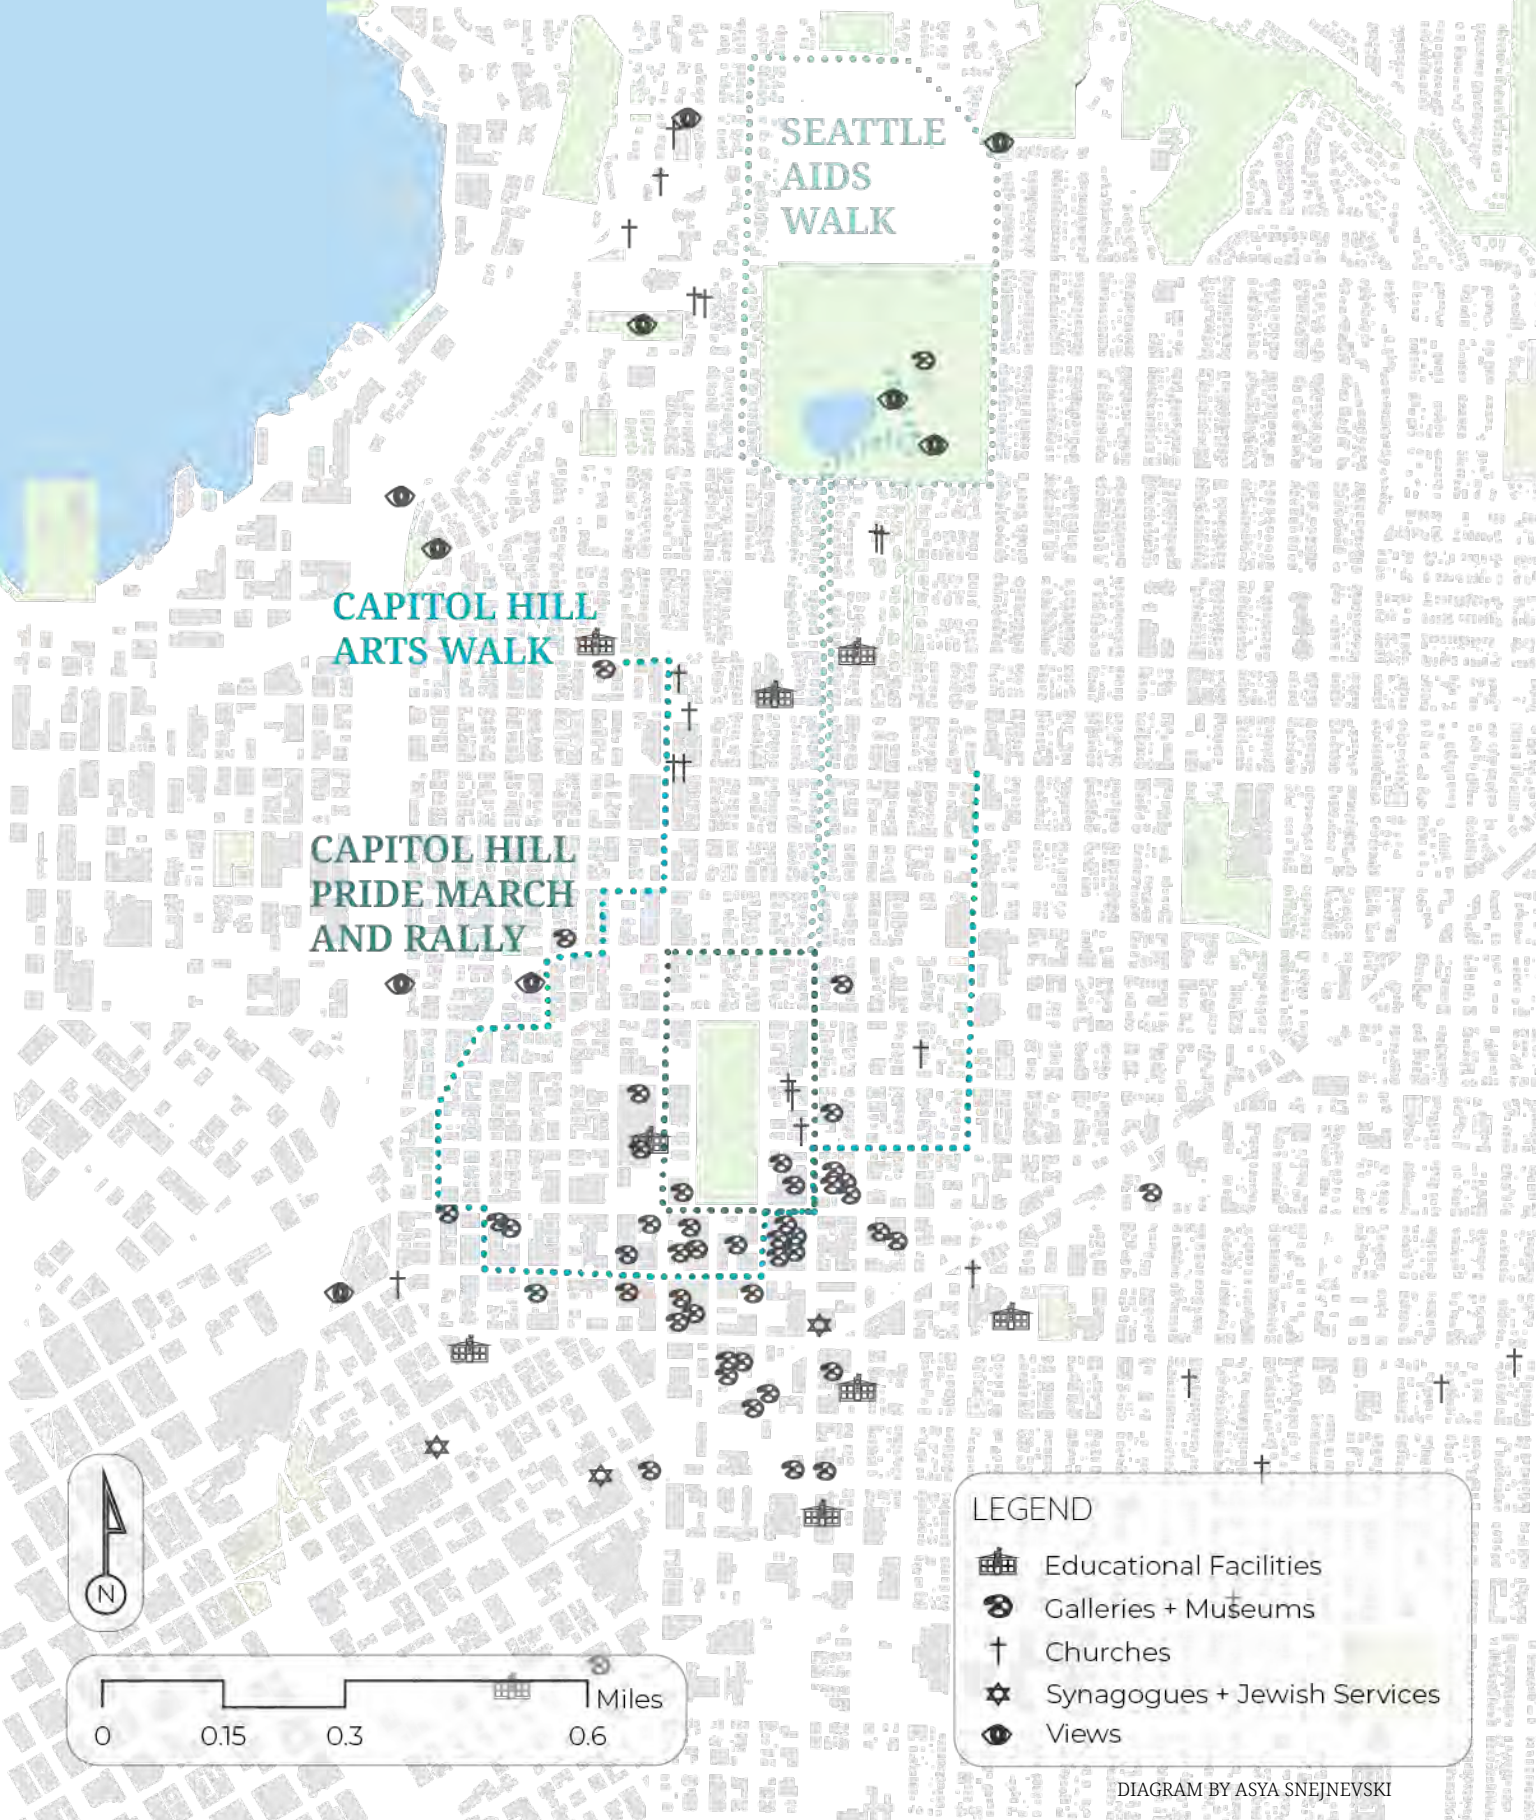 SEATTLE
AIDS
WALK
CAPITOL HILL
ARTS WALK
CAPITOL HILL
PRIDE MARCH
AND RALLY
N
Miles
0 0.15 0.3 0.6
LEGEND
Educational Facilities
Galleries + Museums
Churches
Synagogues + Jewish Services
Views
DIAGRAM BY ASYA SNEJNEVSKI